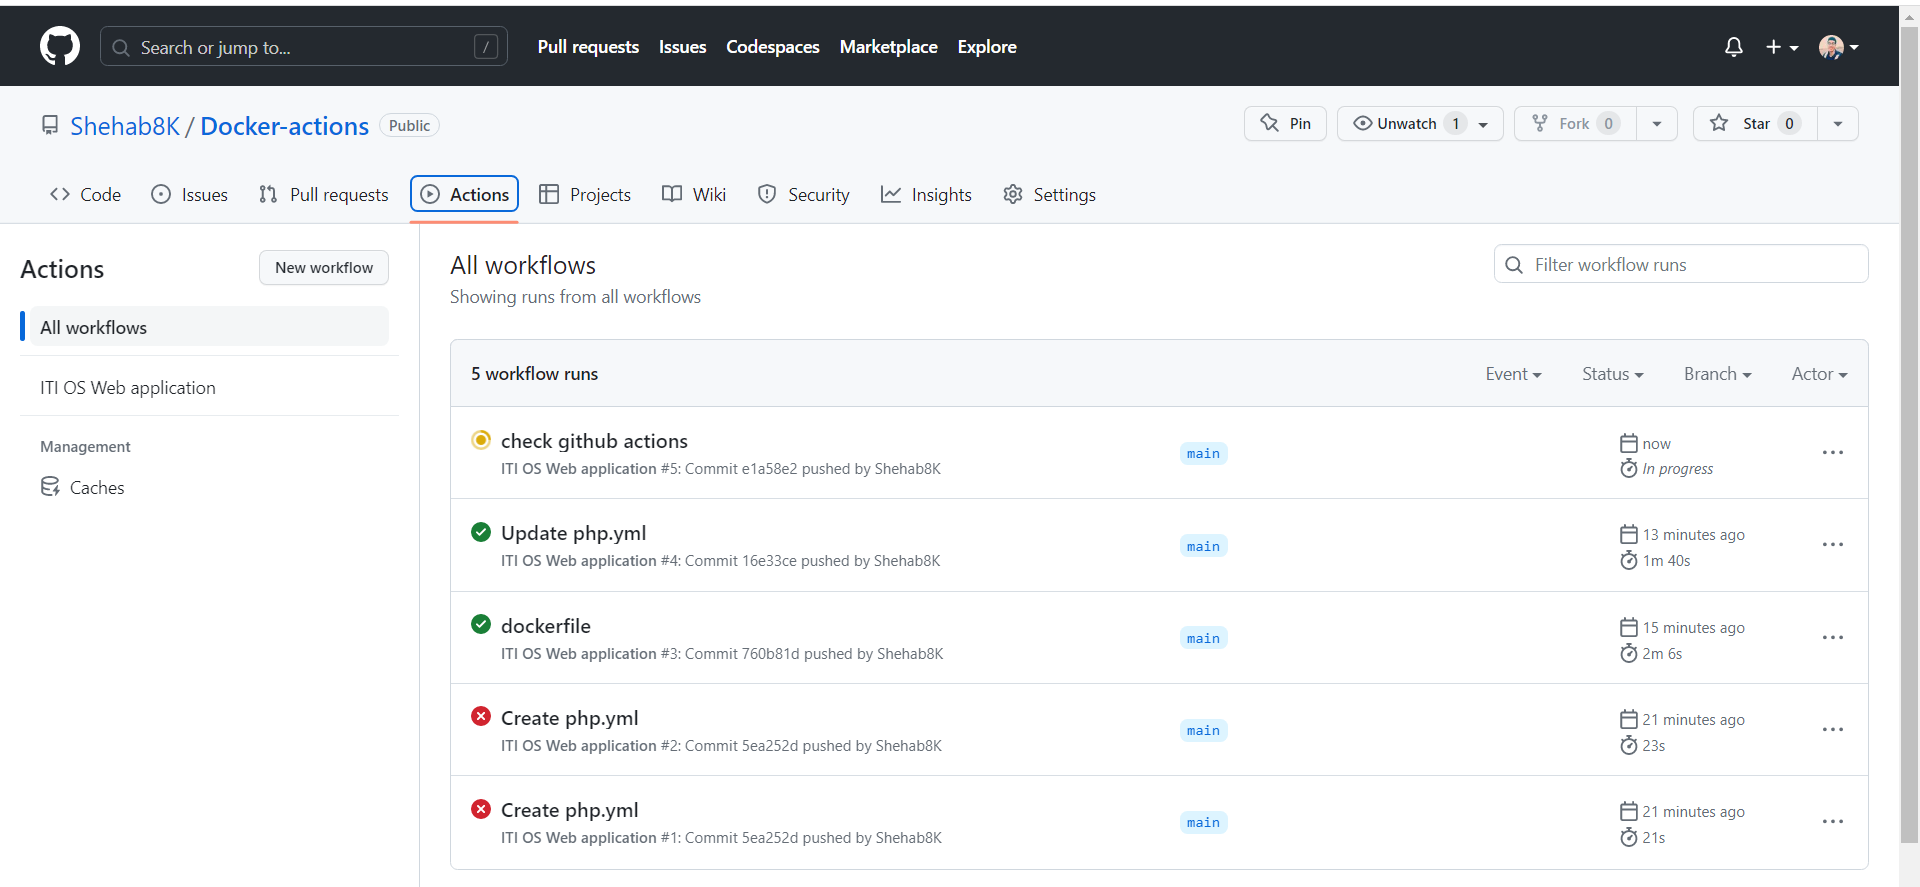 Search or jump to... /
Pull requests Issues Codespaces Marketplace Explore
Shehab8K / Docker-actions Public
Pin Unwatch 1 Fork 0 Star 0
Code Issues Pull requests Actions Projects Wiki Security Insights Settings
Actions New workflow
All workflows
ITI OS Web application
Management
Caches
All workflows
Showing runs from all workflows
Filter workflow runs
5 workflow runs Event Status Branch Actor
check github actions
ITI OS Web application #5: Commit e1a58e2 pushed by Shehab8K
main
now
In progress
Update php.yml
ITI OS Web application #4: Commit 16e33ce pushed by Shehab8K
main
13 minutes ago
1m 40s
dockerfile
ITI OS Web application #3: Commit 760b81d pushed by Shehab8K
main
15 minutes ago
2m 6s
Create php.yml
ITI OS Web application #2: Commit 5ea252d pushed by Shehab8K
main
21 minutes ago
23s
Create php.yml
ITI OS Web application #1: Commit 5ea252d pushed by Shehab8K
main
21 minutes ago
21s